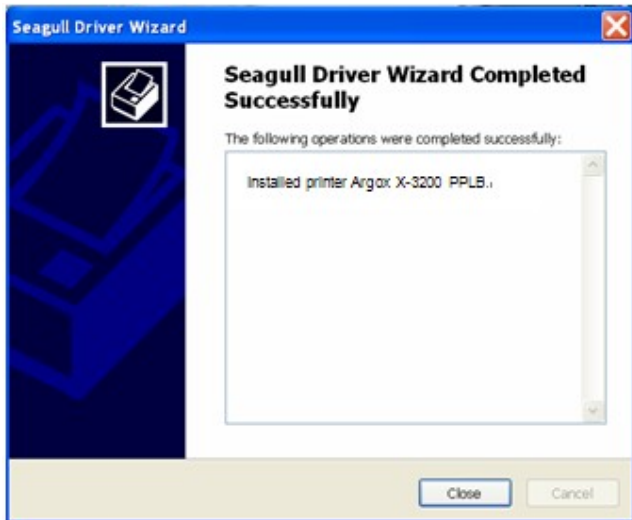 Seagull Driver Wizard
Seagull Driver Wizard Completed
Successfully
The following operations were completed successfully:
Installed printer Argox X-3200 PPLB.
Close
Cancel